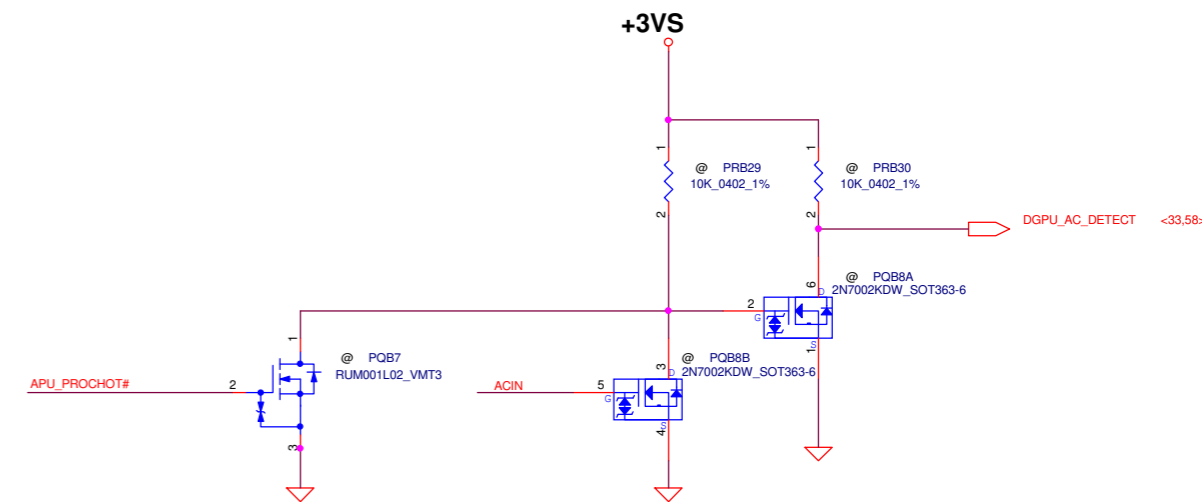 +3VS
1
@ PRB29
10K_0402_1%
2
1
@ PRB30
10K_0402_1%
2
DGPU_AC_DETECT <33,58>
@ PQB8A
2N7002KDW_SOT363-6
6
D
2
G
S
1
1
@ PQB7
RUM001L02_VMT3
APU_PROCHOT#
2
3
@ PQB8B
2N7002KDW_SOT363-6
3
D
ACIN
5
G
S
4